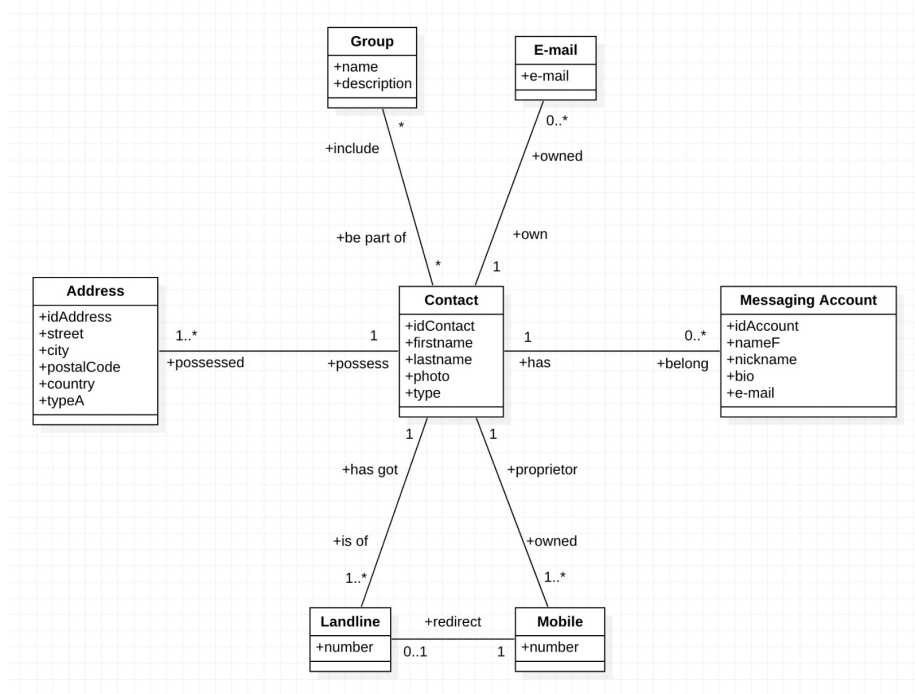 Group
+name
+description
E-mail
+e-mail
*
0..*
+include
+owned
+be part of
+own
*
1
Address
+idAddress
+street
+city
+postalCode
+country
+typeA
1..*
1
+possessed
+possess
Contact
+idContact
+firstname
+lastname
+photo
+type
1
0..*
+has
+belong
Messaging Account
+idAccount
+nameF
+nickname
+bio
+e-mail
1
1
+has got
+proprietor
+is of
+owned
1..*
1..*
Landline
+number
+redirect
0..1
1
Mobile
+number